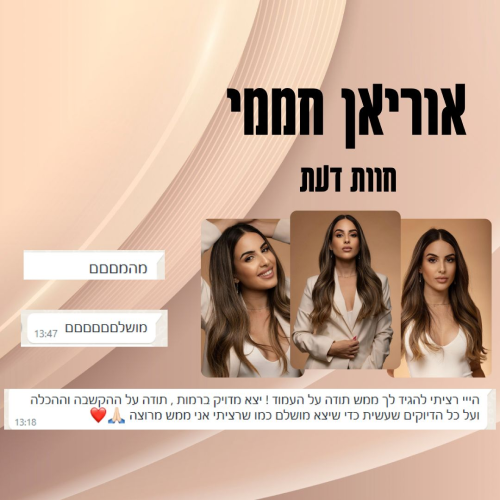 אוריאן חממי
חוות דעת
מהמםםם
מושלםםםםםם
13:47
הייי רציתי להגיד לך ממש תודה על העמוד ! יצא מדויק ברמות , תודה על ההקשבה וההכלה
ועל כל הדיוקים שעשית כדי שיצא מושלם כמו שרציתי אני ממש מרוצה 🙏🏻❤️
13:18